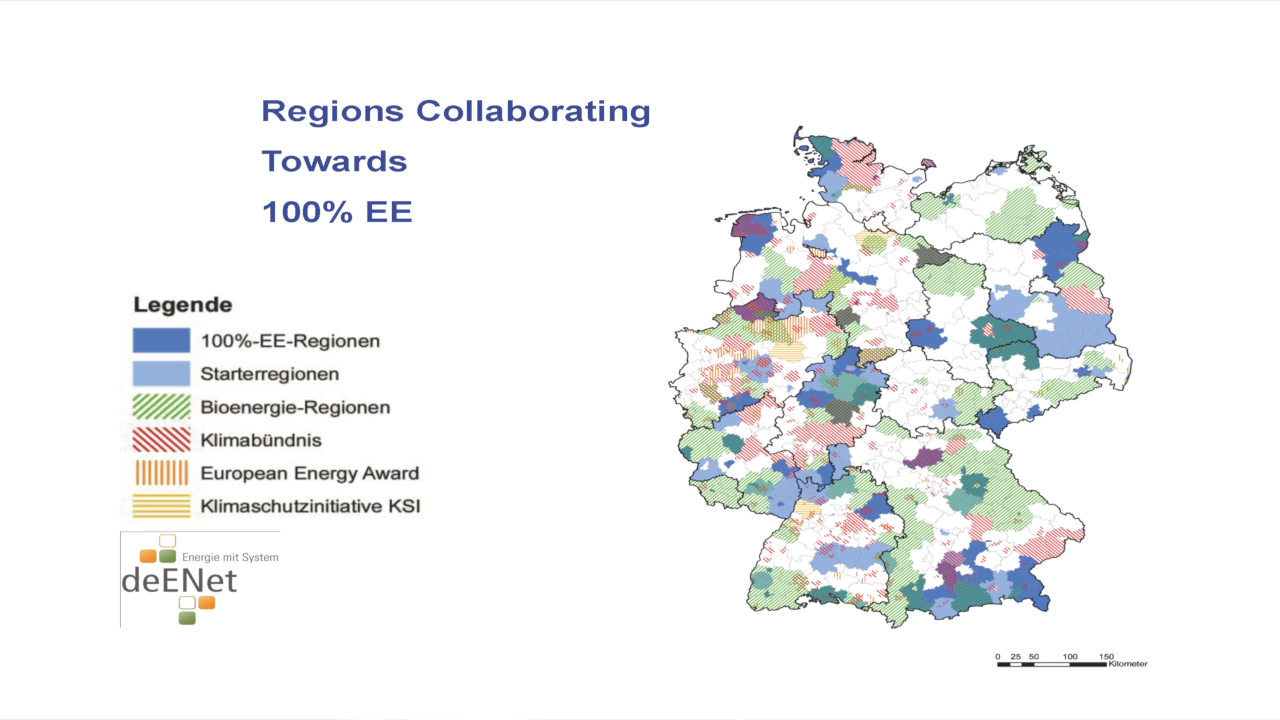 Regions Collaborating
Towards
100% EE
Legende
100%-EE-Regionen
Starterregionen
Bioenergie-Regionen
Klimabündnis
European Energy Award
Klimaschutzinitiative KSI
Energie mit System
deENet
0 25 50 100 150
Kilometer